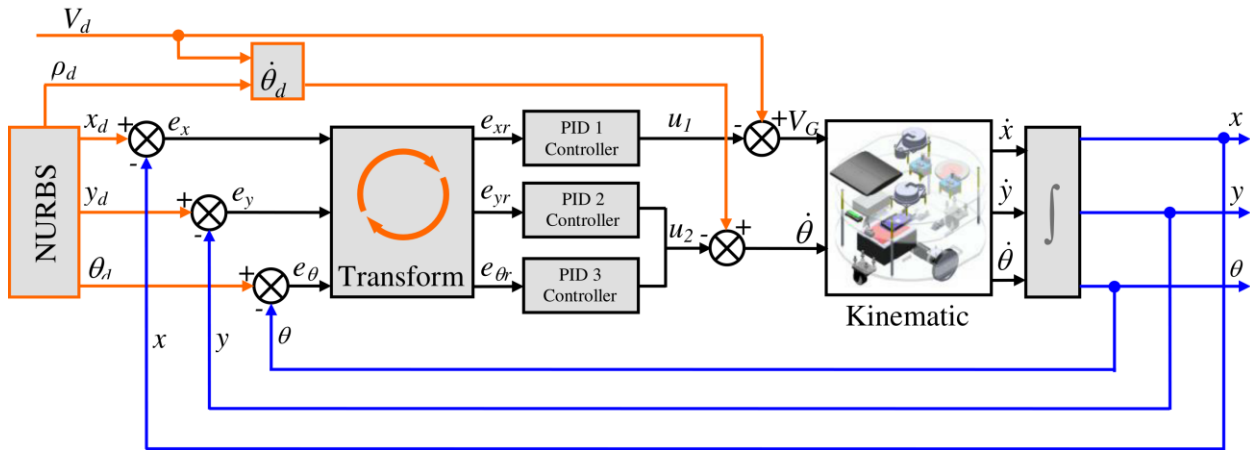 V_d
ρ_d
θ̇_d
NURBS
x_d
+
-
e_x
y_d
+
-
e_y
θ_d
+
-
e_θ
x
y
θ
Transform
e_xr
e_yr
e_θr
PID 1
Controller
PID 2
Controller
PID 3
Controller
u_1
u_2
-
+
V_G
-
+
θ̇
Kinematic
ẋ
ẏ
θ̇
∫
x
y
θ